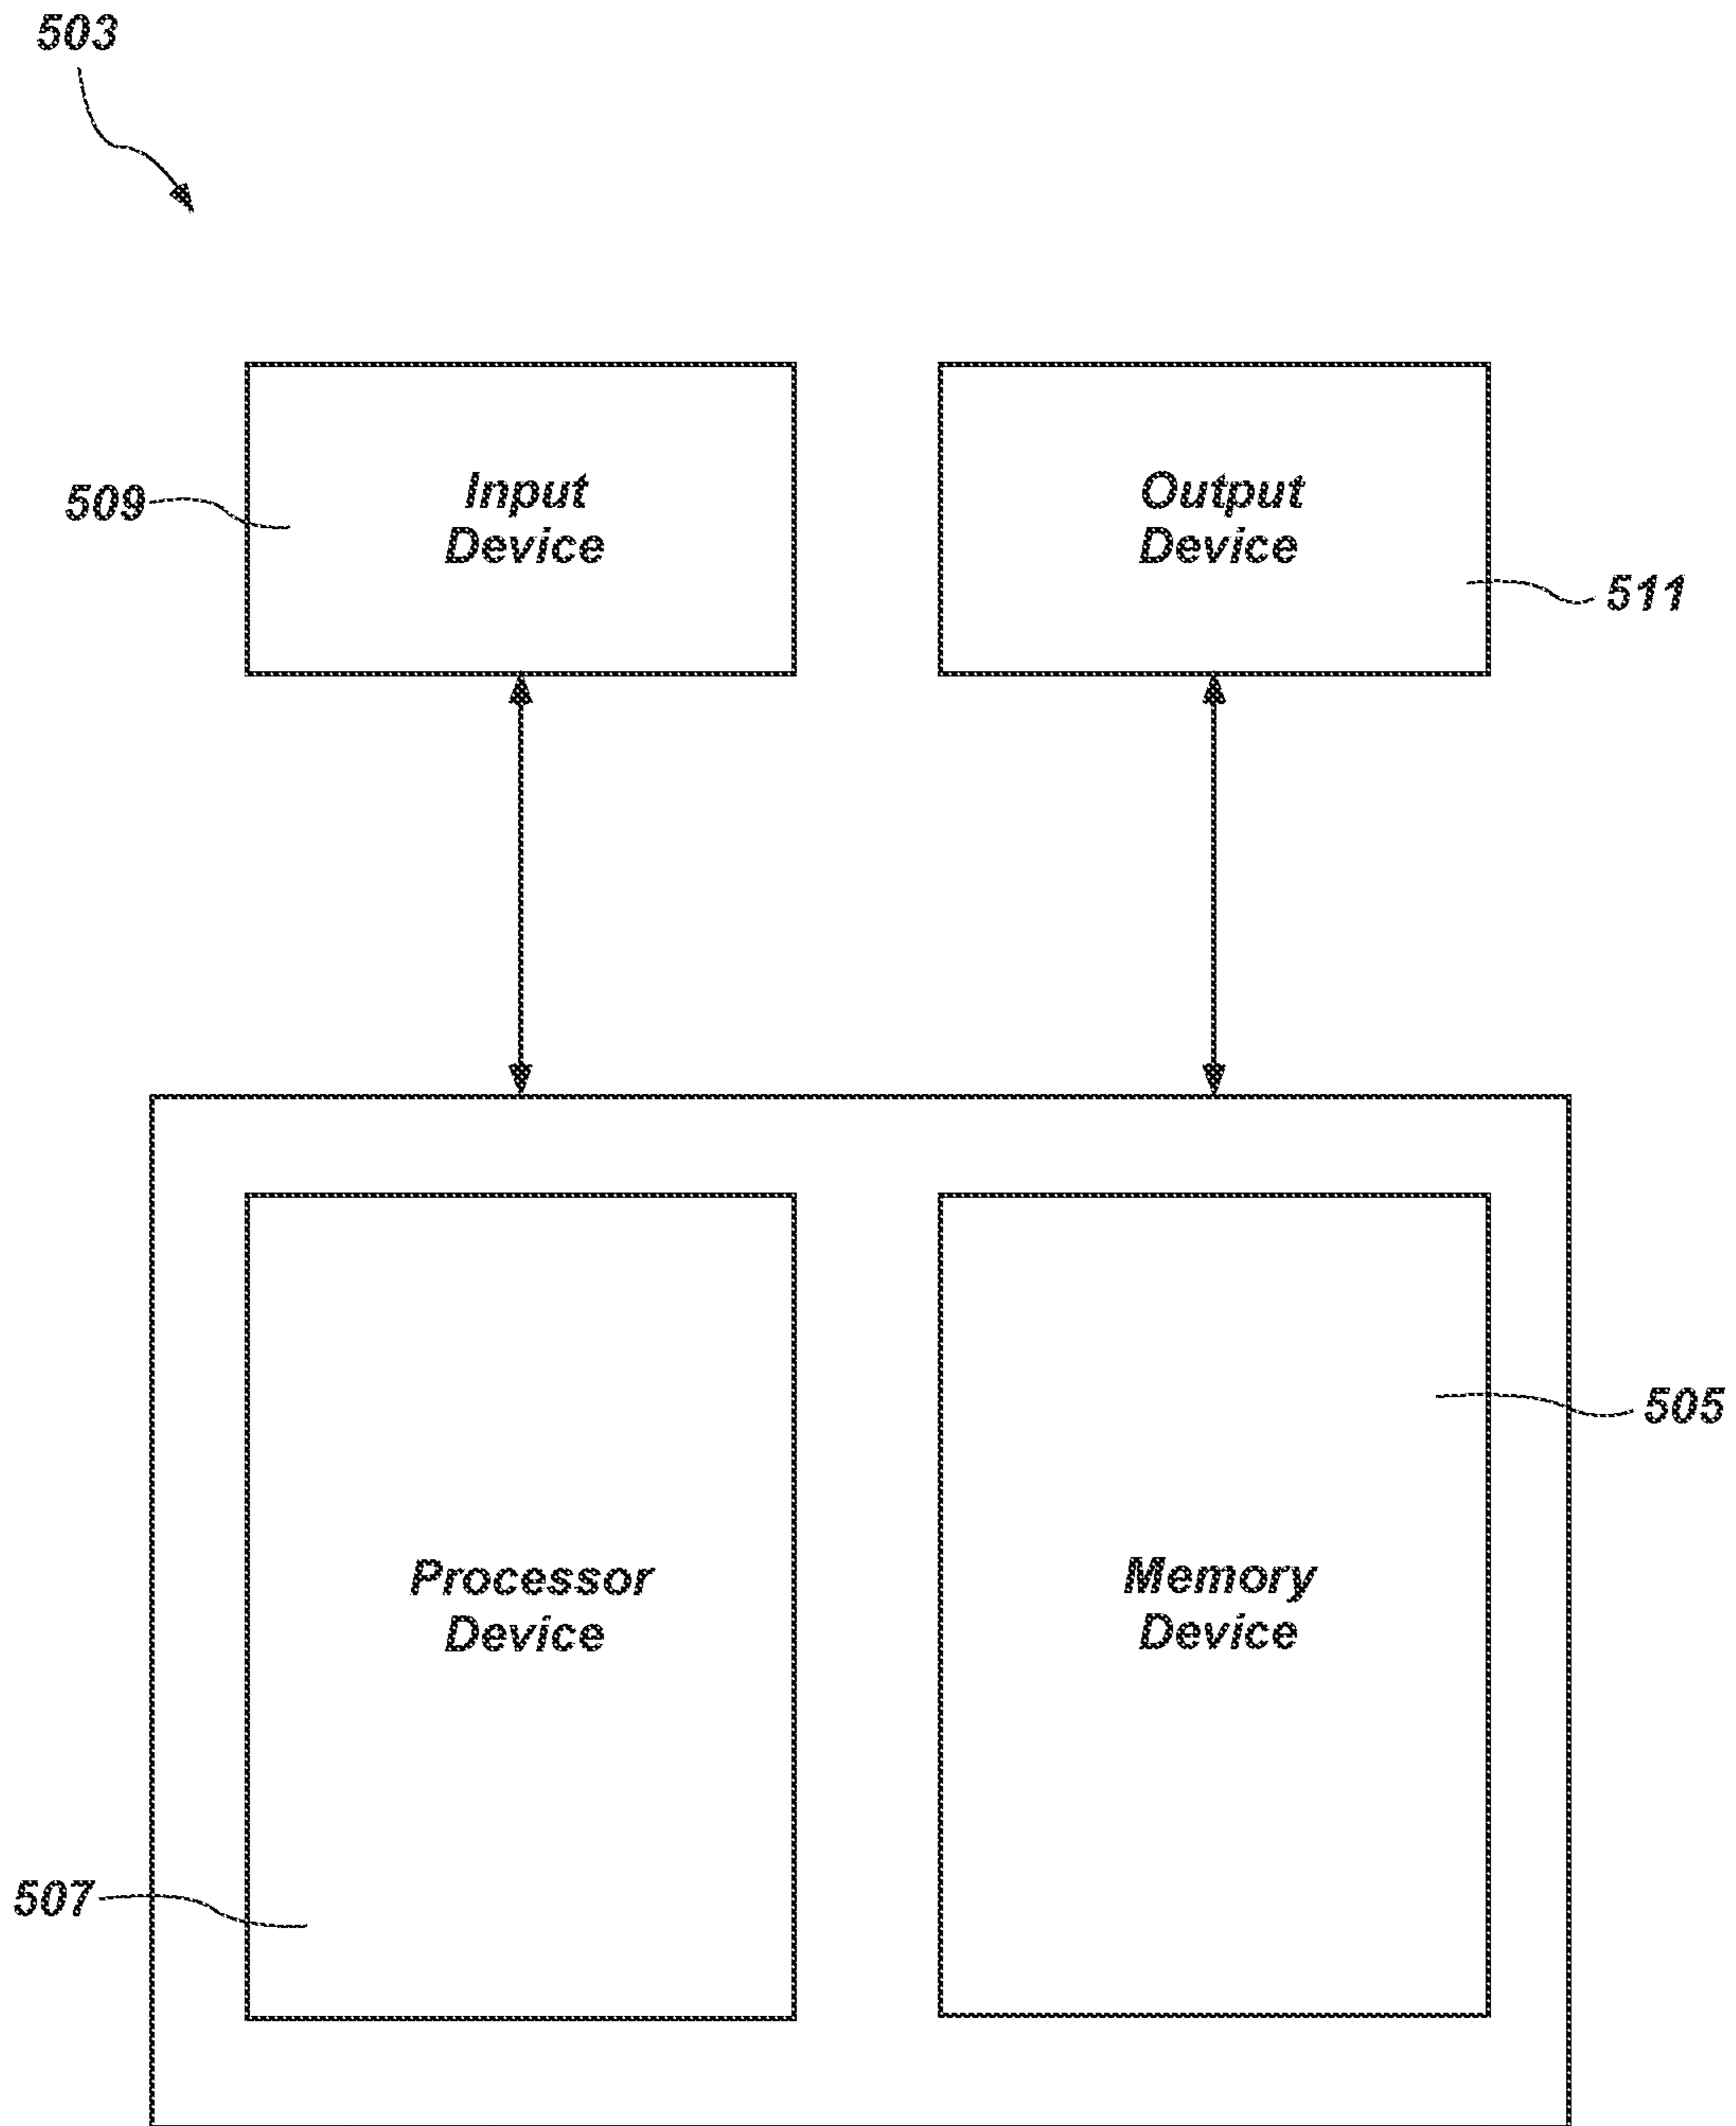 503
Input
Device
509
Output
Device
511
Processor
Device
507
Memory
Device
505